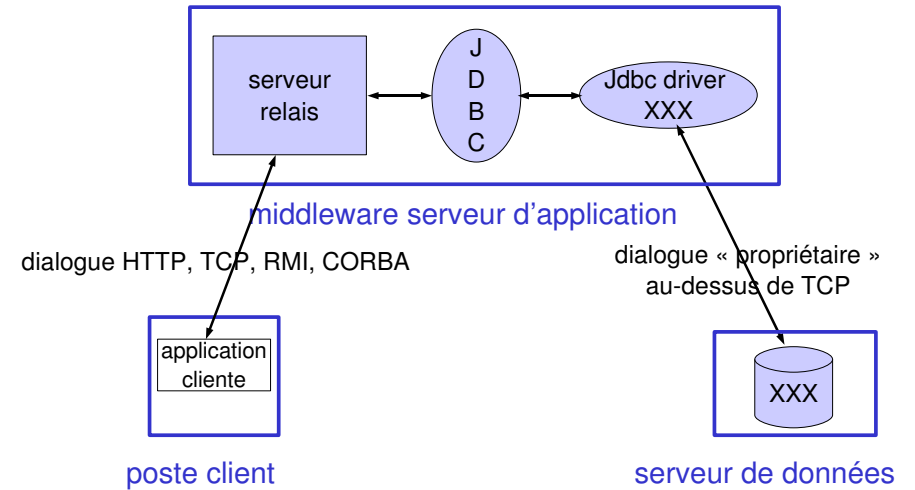 serveur
relais
J
D
B
C
Jdbc driver
XXX
middleware serveur d'application
dialogue HTTP, TCP, RMI, CORBA
dialogue « propriétaire »
au-dessus de TCP
application
cliente
XXX
poste client
serveur de données